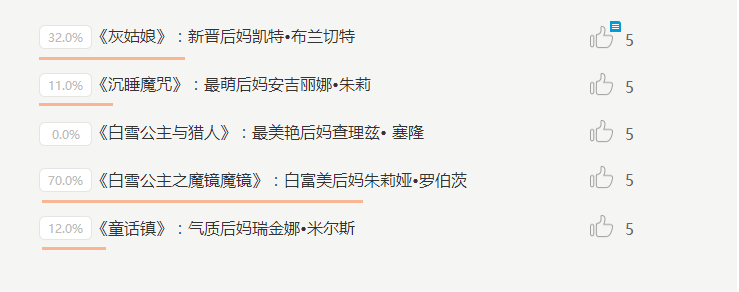 32.0% 《灰姑娘》：新晋后妈凯特•布兰切特 5
11.0% 《沉睡魔咒》：最萌后妈安吉丽娜•朱莉 5
0.0% 《白雪公主与猎人》：最美艳后妈查理兹• 塞隆 5
70.0% 《白雪公主之魔镜魔镜》：白富美后妈朱莉娅•罗伯茨 5
12.0% 《童话镇》：气质后妈瑞金娜•米尔斯 5